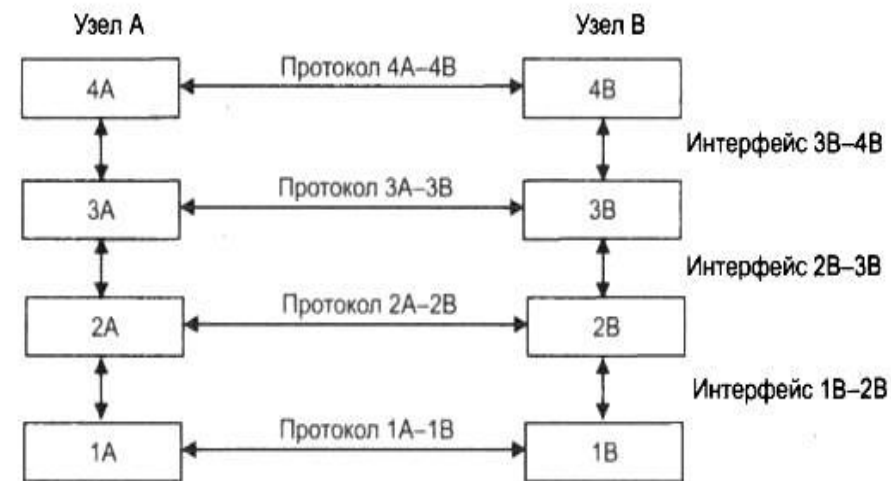 Узел А
Узел В
Протокол 4А–4В
4А
4В
Интерфейс 3В–4В
Протокол 3А–3В
3А
3В
Интерфейс 2В–3В
Протокол 2А–2В
2А
2В
Интерфейс 1В–2В
Протокол 1А–1В
1А
1В